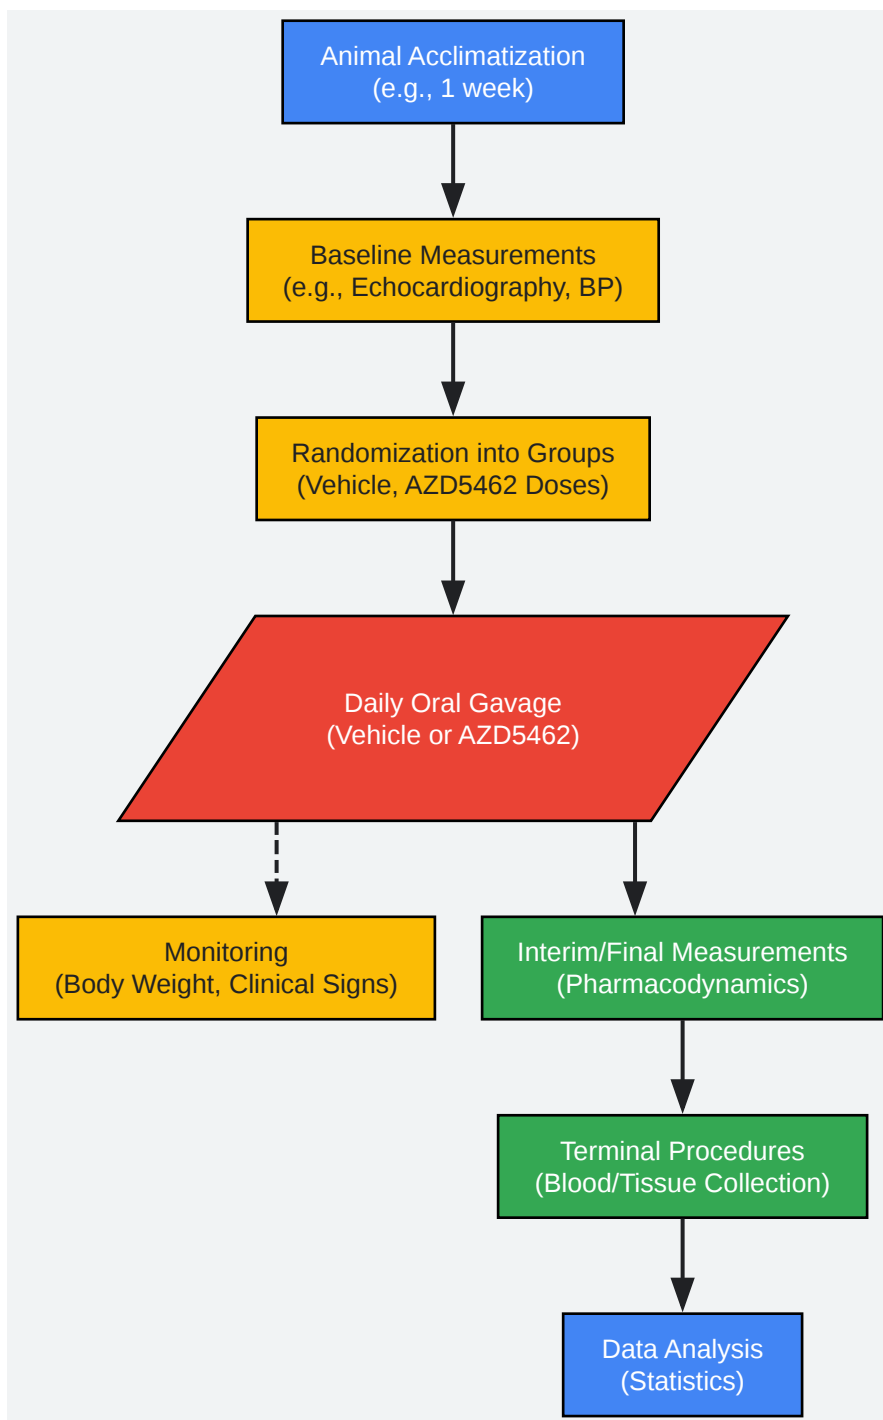 Animal Acclimatization
(e.g., 1 week)
Baseline Measurements
(e.g., Echocardiography, BP)
Randomization into Groups
(Vehicle, AZD5462 Doses)
Daily Oral Gavage
(Vehicle or AZD5462)
Monitoring
(Body Weight, Clinical Signs)
Interim/Final Measurements
(Pharmacodynamics)
Terminal Procedures
(Blood/Tissue Collection)
Data Analysis
(Statistics)